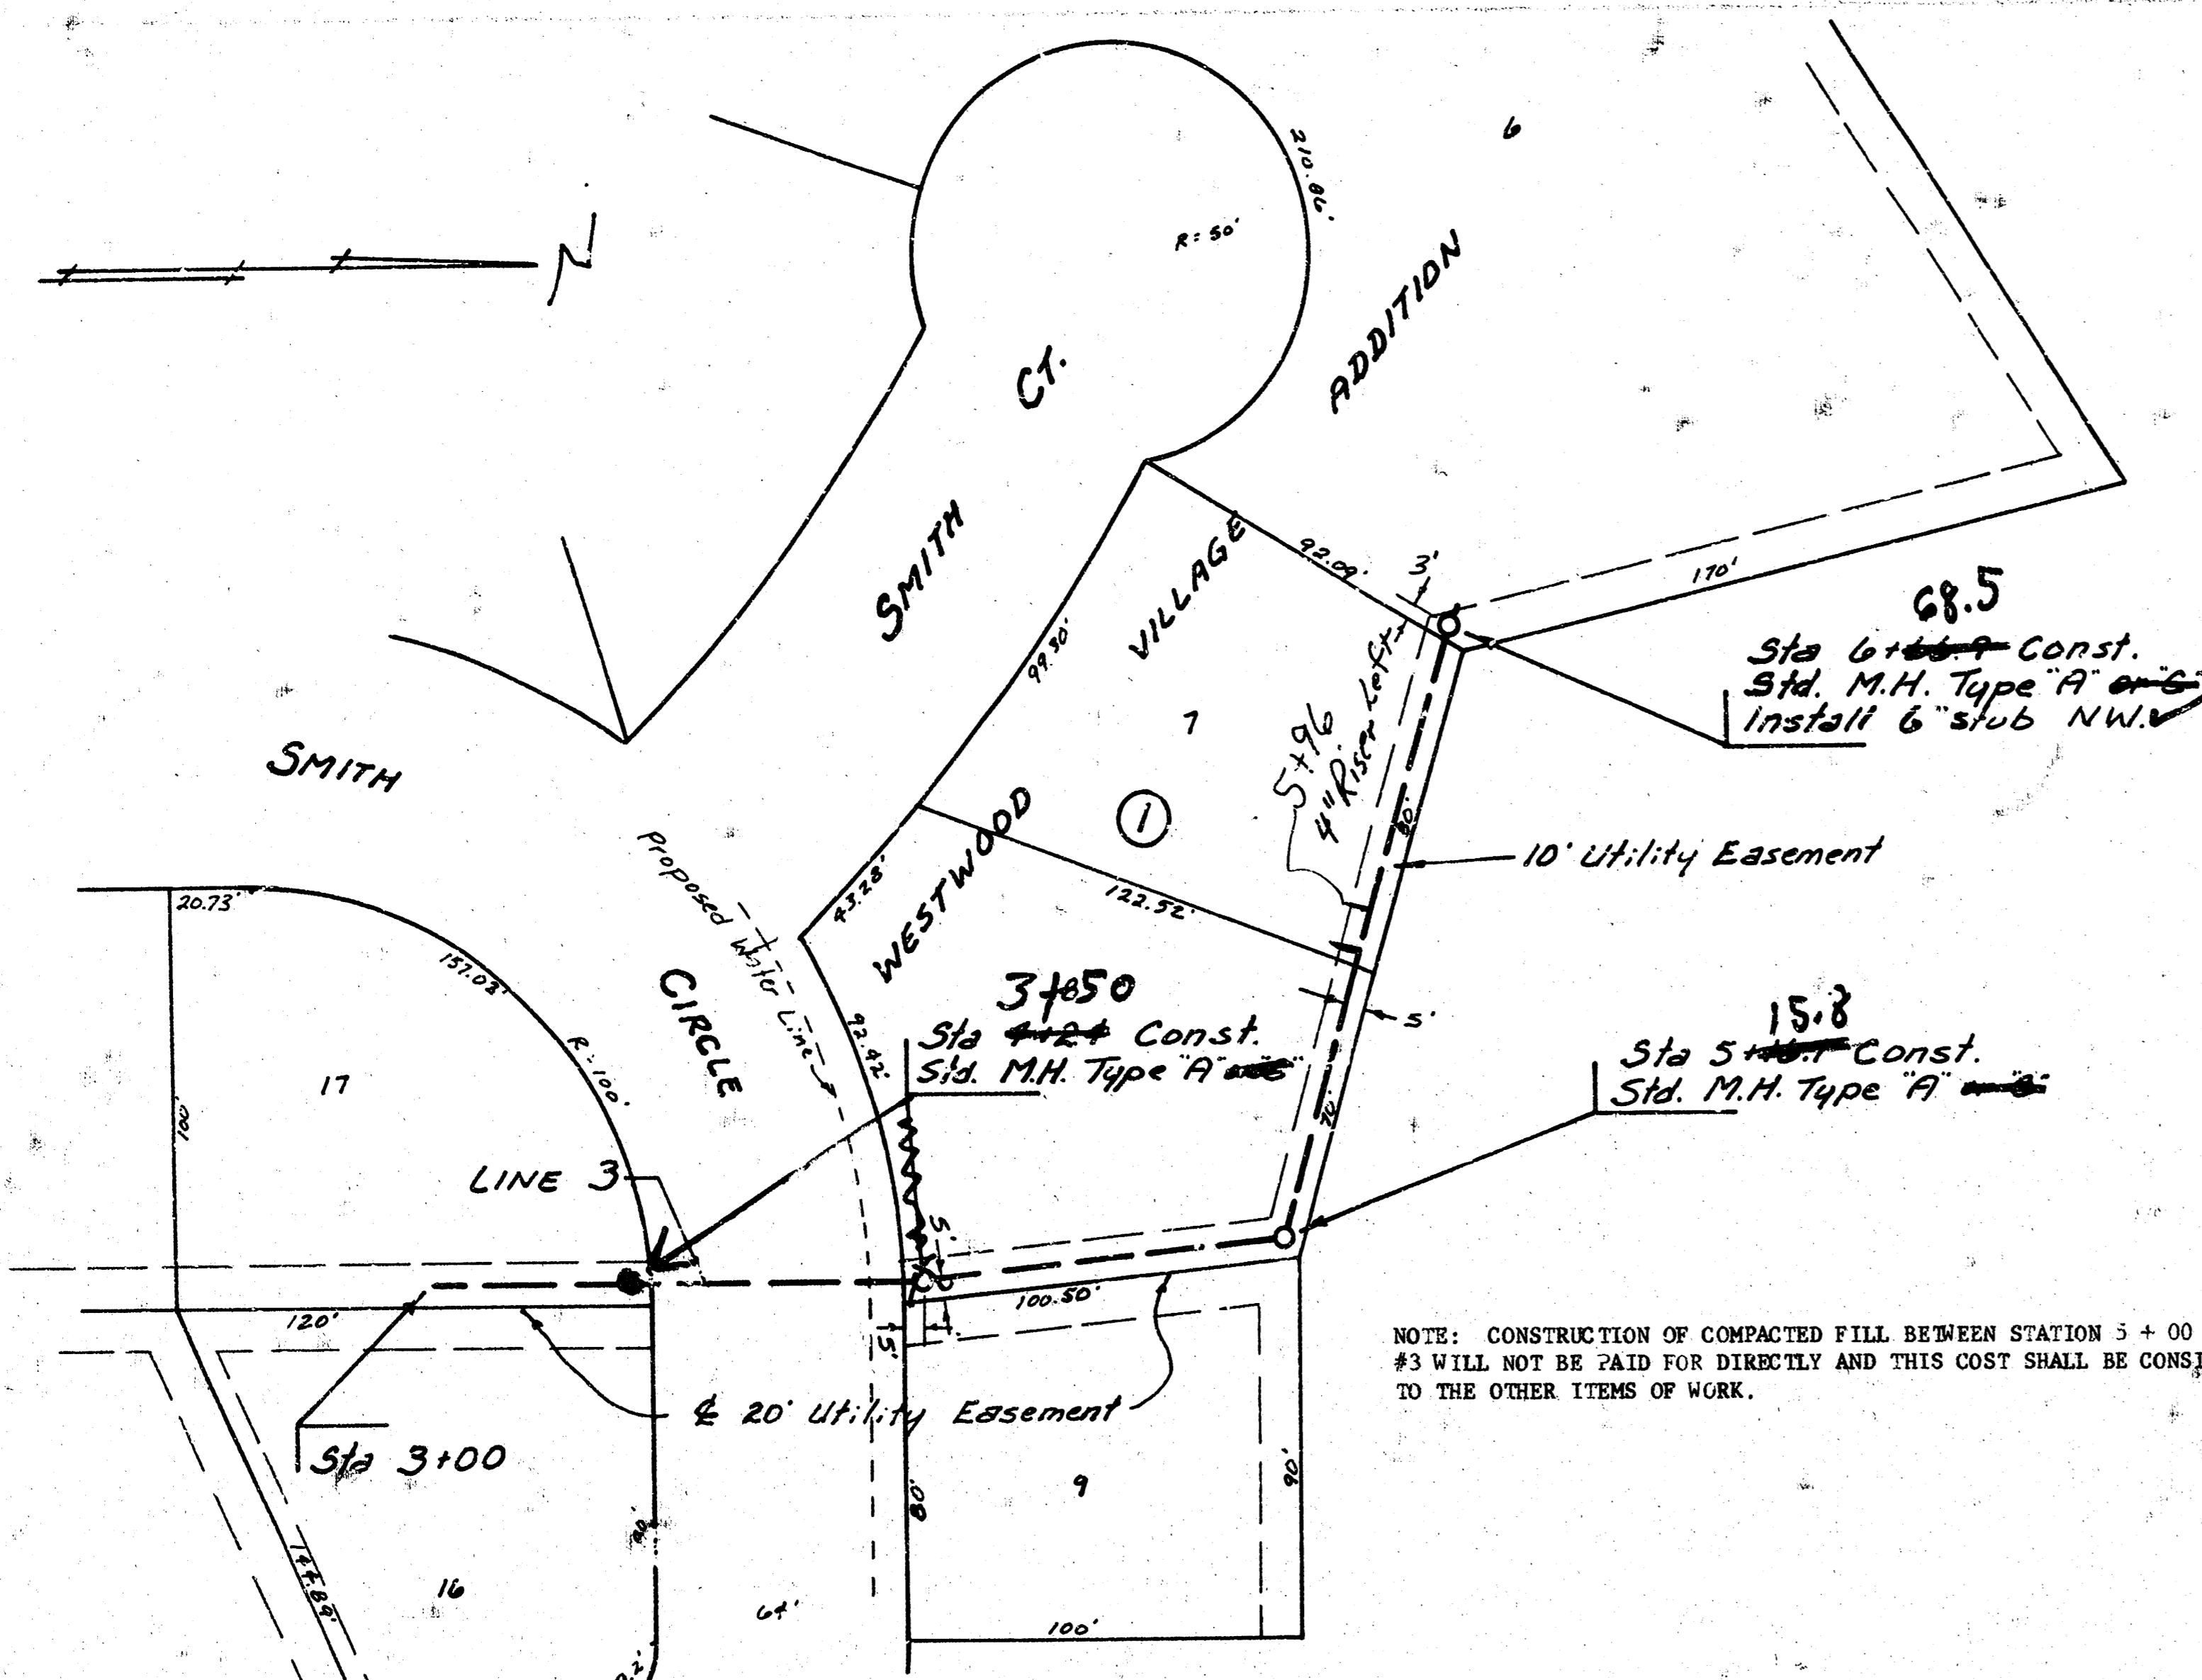 N
6
210.86'
R = 50'
ADDITION
CT.
SMITH
VILLAGE
92.09'
3'
170'
99.30'
7
1
5+96
4" Riser Left
80'
68.5
Sta 6+ Const.
Std. M.H. Type "A"
Install 6" stub N.W.
10' Utility Easement
SMITH
CIRCLE
Proposed Water Line
43.28'
WESTWOOD
122.52'
20.73'
157.08'
R=100'
17
100'
92.42'
3+50
Sta Const.
Std. M.H. Type "A"
5'
15.8
Sta 5+ Const.
Std. M.H. Type "A"
70'
LINE 3
5'
100.50'
15'
120'
℄ 20' Utility Easement
Sta 3+00
NOTE: CONSTRUCTION OF COMPACTED FILL BETWEEN STATION 5 + 00
#3 WILL NOT BE PAID FOR DIRECTLY AND THIS COST SHALL BE
TO THE OTHER ITEMS OF WORK.
80'
9
90'
144.89'
16
64'
100'